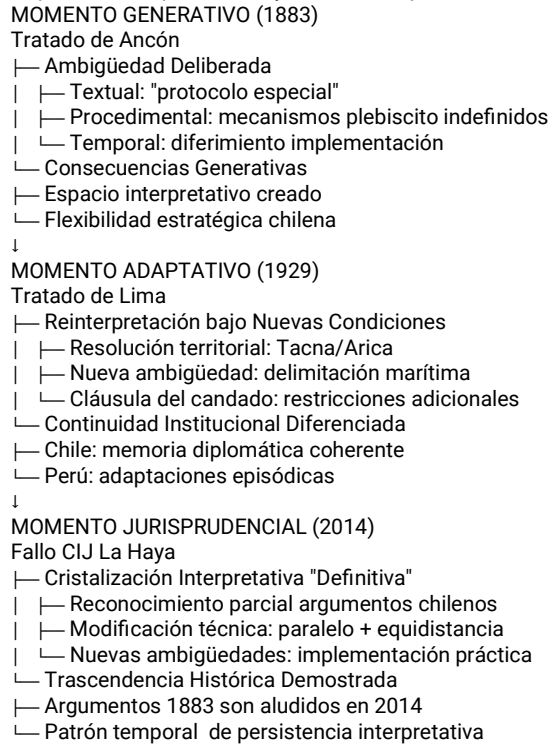 MOMENTO GENERATIVO (1883)
Tratado de Ancón
├── Ambigüedad Deliberada
│ ├── Textual: "protocolo especial"
│ ├── Procedimental: mecanismos plebiscito indefinidos
│ └── Temporal: diferimiento implementación
└── Consecuencias Generativas
├── Espacio interpretativo creado
└── Flexibilidad estratégica chilena
↓
MOMENTO ADAPTATIVO (1929)
Tratado de Lima
├── Reinterpretación bajo Nuevas Condiciones
│ ├── Resolución territorial: Tacna/Arica
│ ├── Nueva ambigüedad: delimitación marítima
│ └── Cláusula del candado: restricciones adicionales
└── Continuidad Institucional Diferenciada
├── Chile: memoria diplomática coherente
└── Perú: adaptaciones episódicas
↓
MOMENTO JURISPRUDENCIAL (2014)
Fallo CIJ La Haya
├── Cristalización Interpretativa "Definitiva"
│ ├── Reconocimiento parcial argumentos chilenos
│ ├── Modificación técnica: paralelo + equidistancia
│ └── Nuevas ambigüedades: implementación práctica
└── Trascendencia Histórica Demostrada
├── Argumentos 1883 son aludidos en 2014
└── Patrón temporal de persistencia interpretativa